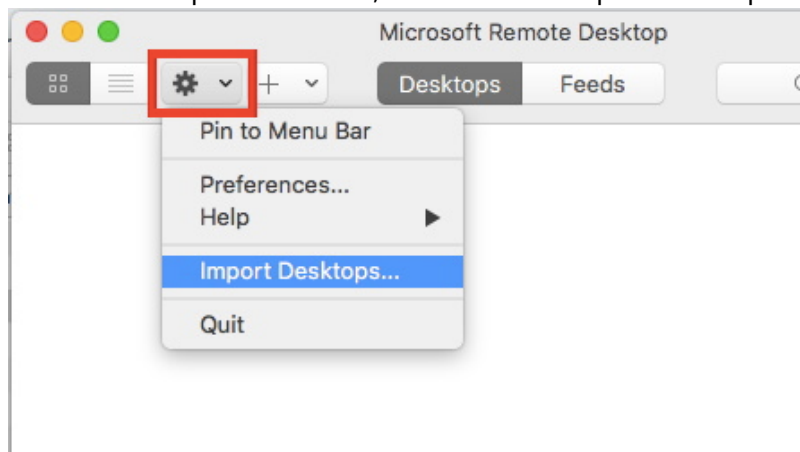 Microsoft Remote Desktop
Desktops Feeds
Pin to Menu Bar
Preferences...
Help
Import Desktops...
Quit